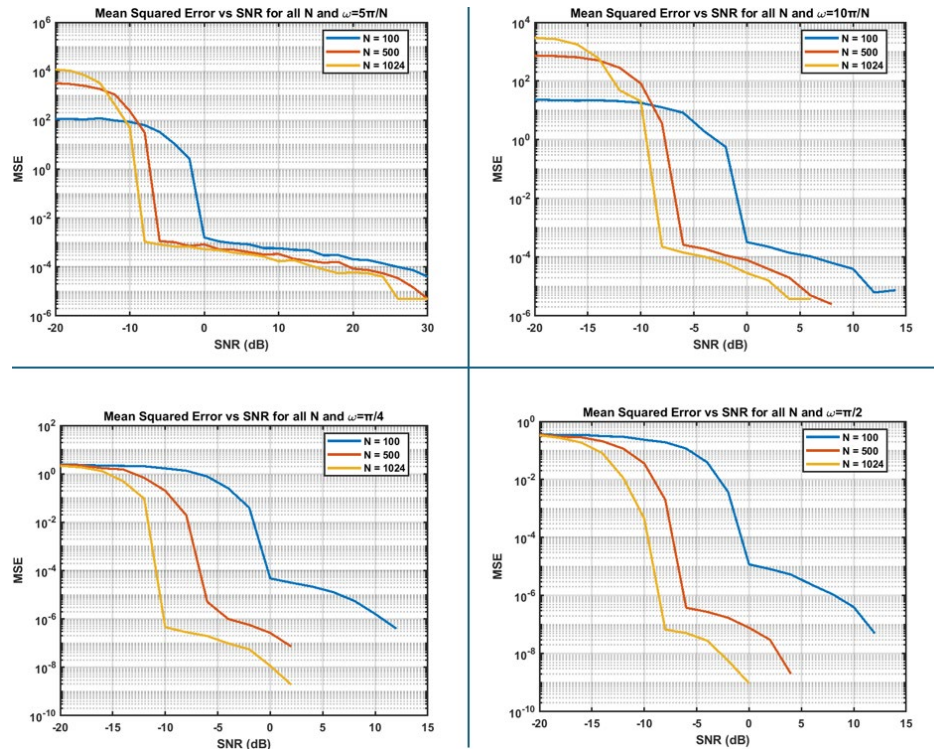 Mean Squared Error vs SNR for all N and ω=5π/N
10^6
10^4
10^2
10^0
10^-2
10^-4
10^-6
MSE
N = 100
N = 500
N = 1024
-20 -10 0 10 20 30
SNR (dB)
Mean Squared Error vs SNR for all N and ω=10π/N
10^4
10^2
10^0
10^-2
10^-4
10^-6
MSE
N = 100
N = 500
N = 1024
-20 -15 -10 -5 0 5 10 15
SNR (dB)
Mean Squared Error vs SNR for all N and ω=π/4
10^2
10^0
10^-2
10^-4
10^-6
10^-8
10^-10
MSE
N = 100
N = 500
N = 1024
-20 -15 -10 -5 0 5 10 15
SNR (dB)
Mean Squared Error vs SNR for all N and ω=π/2
10^0
10^-2
10^-4
10^-6
10^-8
10^-10
MSE
N = 100
N = 500
N = 1024
-20 -15 -10 -5 0 5 10 15
SNR (dB)